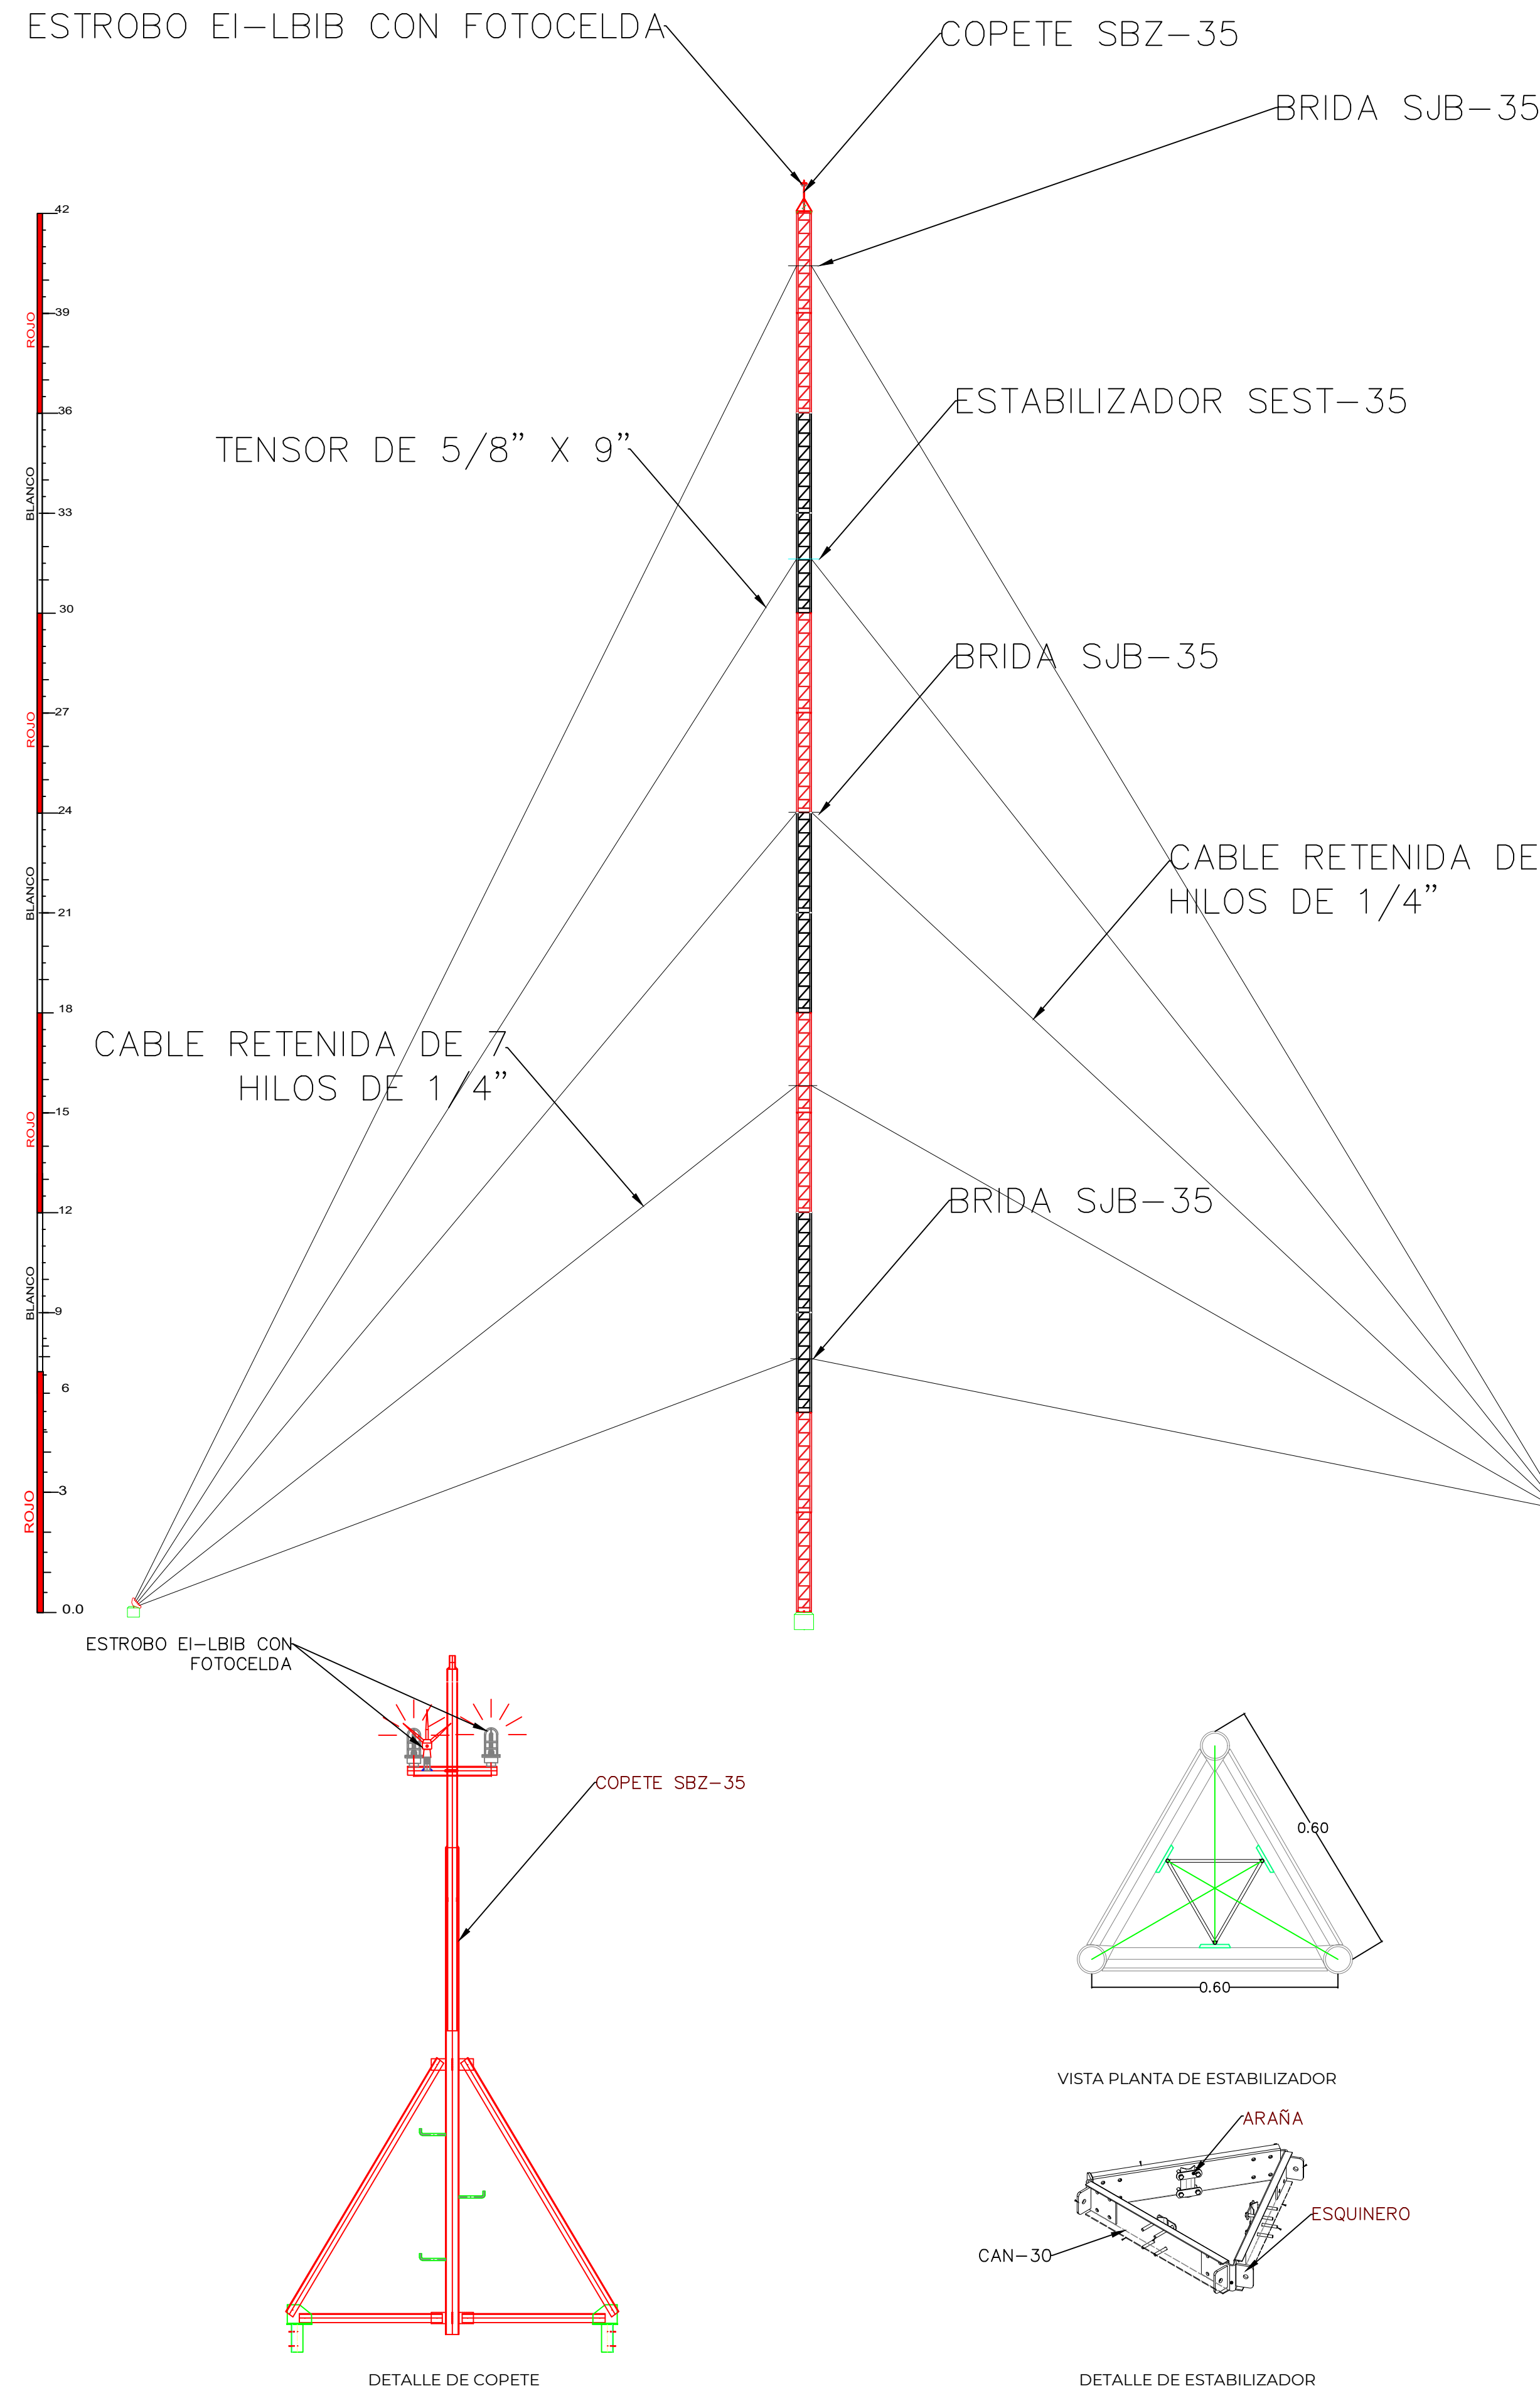 ESTROBO EI-LBIB CON FOTOCELDA
COPETE SBZ-35
BRIDA SJB-35
42
ROJO
39
36
ESTABILIZADOR SEST-35
TENSOR DE 5/8" X 9"
BLANCO
33
30
BRIDA SJB-35
ROJO
27
24
CABLE RETENIDA DE
HILOS DE 1/4"
BLANCO
21
18
CABLE RETENIDA DE 7
HILOS DE 1/4"
ROJO
15
12
BRIDA SJB-35
BLANCO
9
6
ROJO
3
0.0
ESTROBO EI-LBIB CON
FOTOCELDA
COPETE SBZ-35
0.60
0.60
VISTA PLANTA DE ESTABILIZADOR
ARAÑA
ESQUINERO
CAN-30
DETALLE DE COPETE
DETALLE DE ESTABILIZADOR